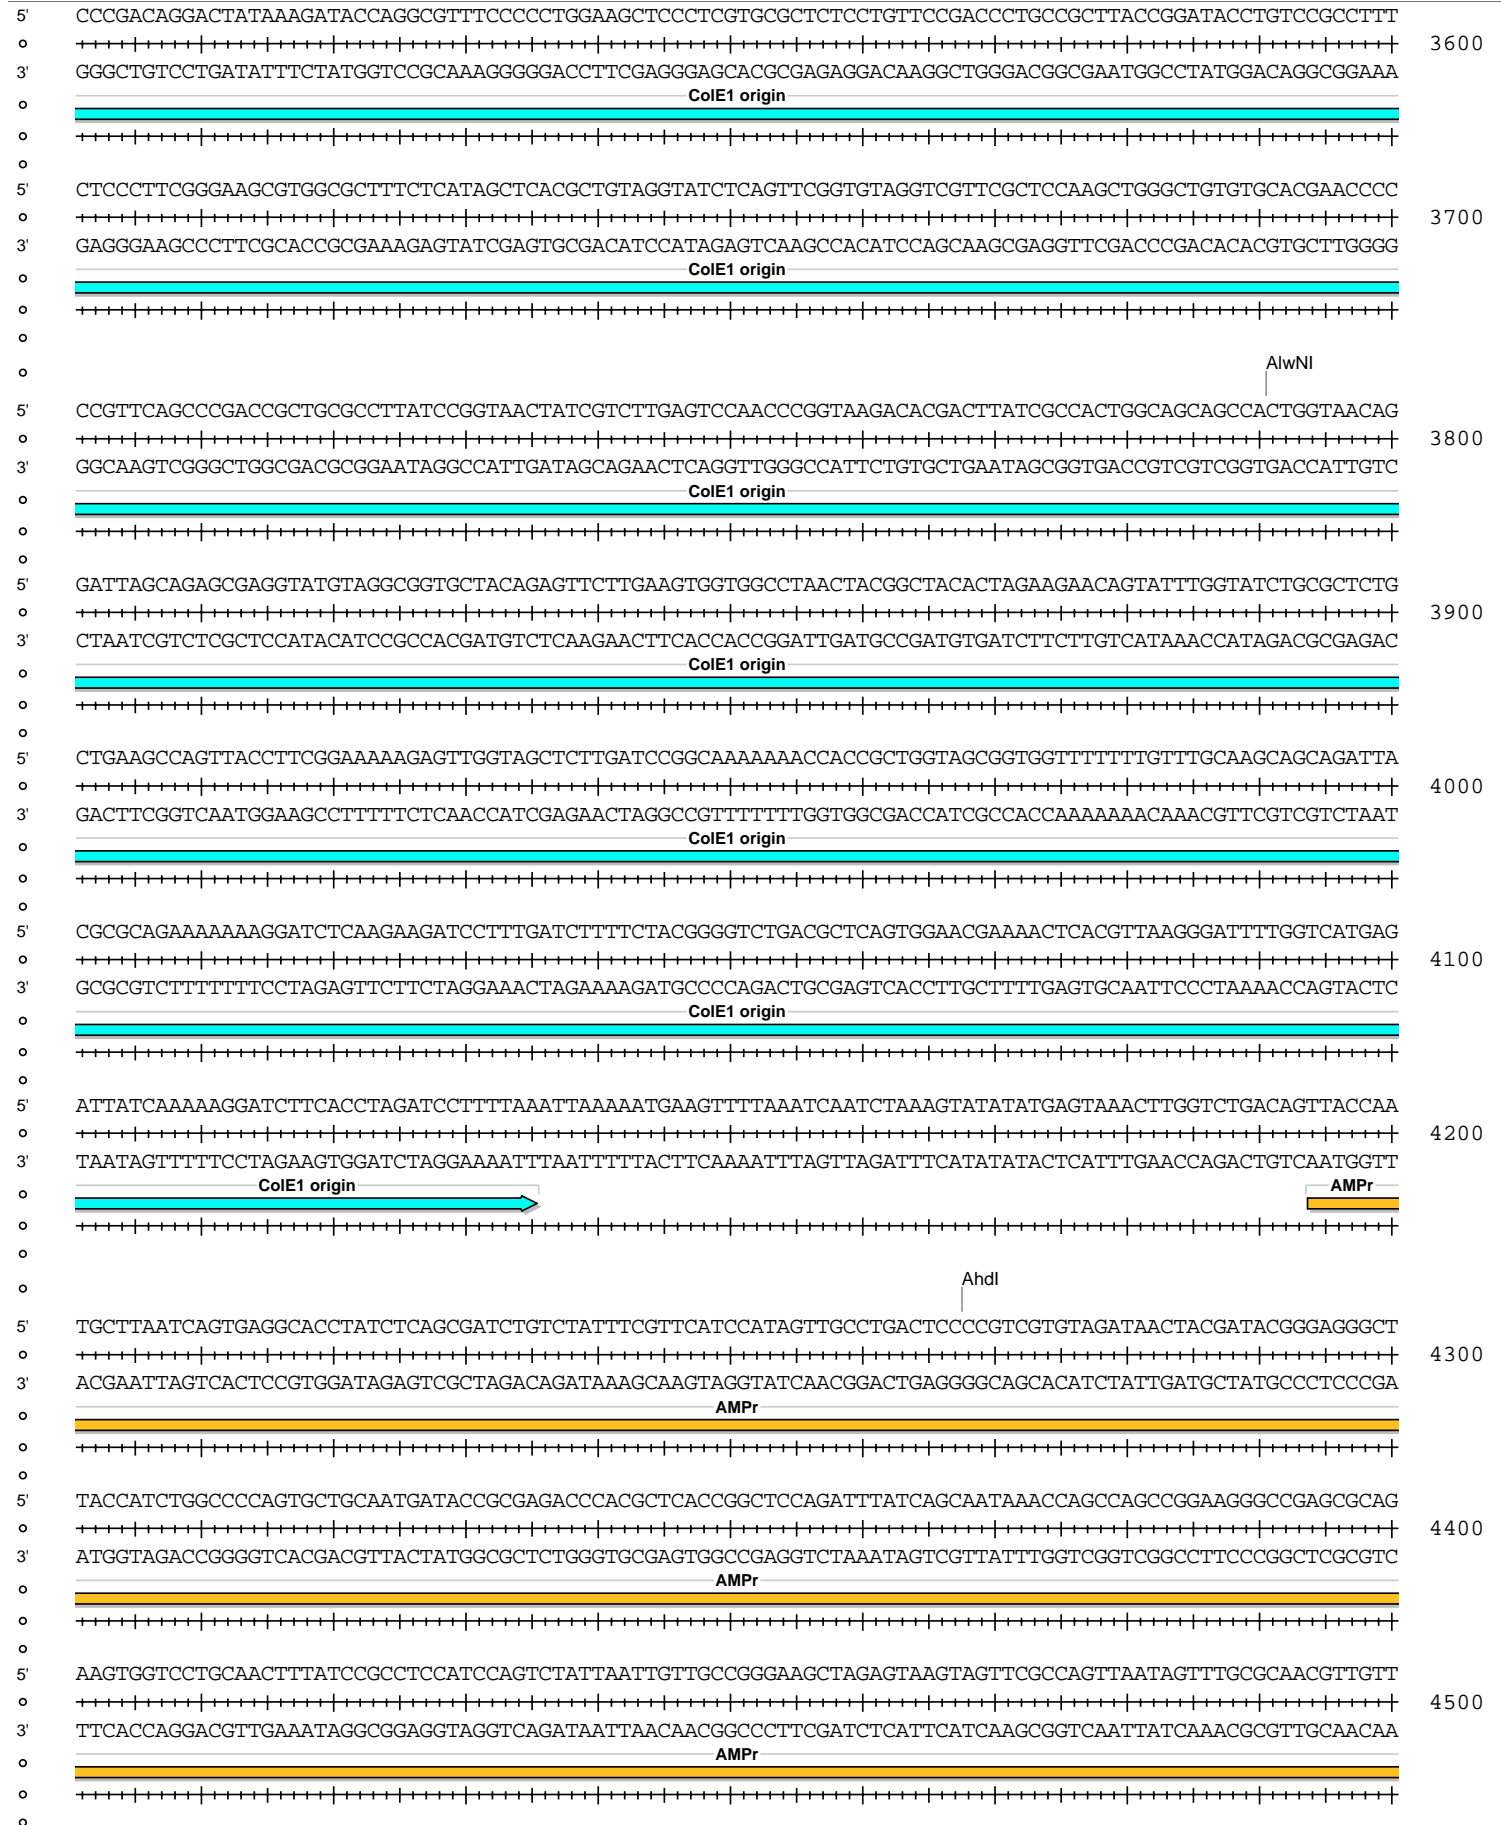 5' CCCGACAGGACTATAAAGATACCAGGCGTTTCCCCCTGGAAGCTCCCTCGTGCGCTCTCCTGTTCCGACCCTGCCGCTTACCGGATACCTGTCCGCCTTT
3600
3' GGGCTGTCCTGATATTTCTATGGTCCGCAAAGGGGGACCTTCGAGGGAGCACGCGAGAGGACAAGGCTGGGACGGCGAATGGCCTATGGACAGGCGGAAA
ColE1 origin
5' CTCCCTTCGGGAAGCGTGGCGCTTTCTCATAGCTCACGCTGTAGGTATCTCAGTTCGGTGTAGGTCGTTCGCTCCAAGCTGGGCTGTGTGCACGAACCCC
3700
3' GAGGGAAGCCCTTCGCACCGCGAAAGAGTATCGAGTGCGACATCCATAGAGTCAAGCCACATCCAGCAAGCGAGGTTCGACCCGACACACGTGCTTGGGG
ColE1 origin
AlwNI
5' CCGTTCAGCCCGACCGCTGCGCCTTATCCGGTAACTATCGTCTTGAGTCCAACCCGGTAAGACACGACTTATCGCCACTGGCAGCAGCCACTGGTAACAG
3800
3' GGCAAGTCGGGCTGGCGACGCGGAATAGGCCATTGATAGCAGAACTCAGGTTGGGCCATTCTGTGCTGAATAGCGGTGACCGTCGTCGGTGACCATTGTC
ColE1 origin
5' GATTAGCAGAGCGAGGTATGTAGGCGGTGCTACAGAGTTCTTGAAGTGGTGGCCTAACTACGGCTACACTAGAAGAACAGTATTTGGTATCTGCGCTCTG
3900
3' CTAATCGTCTCGCTCCATACATCCGCCACGATGTCTCAAGAACTTCACCACCGGATTGATGCCGATGTGATCTTCTTGTCATAAACCATAGACGCGAGAC
ColE1 origin
5' CTGAAGCCAGTTACCTTCGGAAAAAGAGTTGGTAGCTCTTGATCCGGCAAAAAAACCACCGCTGGTAGCGGTGGTTTTTTTGTTTGCAAGCAGCAGATTA
4000
3' GACTTCGGTCAATGGAAGCCTTTTTCTCAACCATCGAGAACTAGGCCGTTTTTTTGGTGGCGACCATCGCCACCAAAAAAACAAACGTTCGTCGTCTAAT
ColE1 origin
5' CGCGCAGAAAAAAAGGATCTCAAGAAGATCCTTTGATCTTTTCTACGGGGTCTGACGCTCAGTGGAACGAAAACTCACGTTAAGGGATTTTGGTCATGAG
4100
3' GCGCGTCTTTTTTTCCTAGAGTTCTTCTAGGAAACTAGAAAAGATGCCCCAGACTGCGAGTCACCTTGCTTTTGAGTGCAATTCCCTAAAACCAGTACTC
ColE1 origin
5' ATTATCAAAAAGGATCTTCACCTAGATCCTTTTAAATTAAAAATGAAGTTTTAAATCAATCTAAAGTATATATGAGTAAACTTGGTCTGACAGTTACCAA
4200
3' TAATAGTTTTTCCTAGAAGTGGATCTAGGAAAATTTAATTTTTACTTCAAAATTTAGTTAGATTTCATATATACTCATTTGAACCAGACTGTCAATGGTT
ColE1 origin AMPr
AhdI
5' TGCTTAATCAGTGAGGCACCTATCTCAGCGATCTGTCTATTTCGTTCATCCATAGTTGCCTGACTCCCCGTCGTGTAGATAACTACGATACGGGAGGGCT
4300
3' ACGAATTAGTCACTCCGTGGATAGAGTCGCTAGACAGATAAAGCAAGTAGGTATCAACGGACTGAGGGGCAGCACATCTATTGATGCTATGCCCTCCCGA
AMPr
5' TACCATCTGGCCCCAGTGCTGCAATGATACCGCGAGACCCACGCTCACCGGCTCCAGATTTATCAGCAATAAACCAGCCAGCCGGAAGGGCCGAGCGCAG
4400
3' ATGGTAGACCGGGGTCACGACGTTACTATGGCGCTCTGGGTGCGAGTGGCCGAGGTCTAAATAGTCGTTATTTGGTCGGTCGGCCTTCCCGGCTCGCGTC
AMPr
5' AAGTGGTCCTGCAACTTTATCCGCCTCCATCCAGTCTATTAATTGTTGCCGGGAAGCTAGAGTAAGTAGTTCGCCAGTTAATAGTTTGCGCAACGTTGTT
4500
3' TTCACCAGGACGTTGAAATAGGCGGAGGTAGGTCAGATAATTAACAACGGCCCTTCGATCTCATTCATCAAGCGGTCAATTATCAAACGCGTTGCAACAA
AMPr